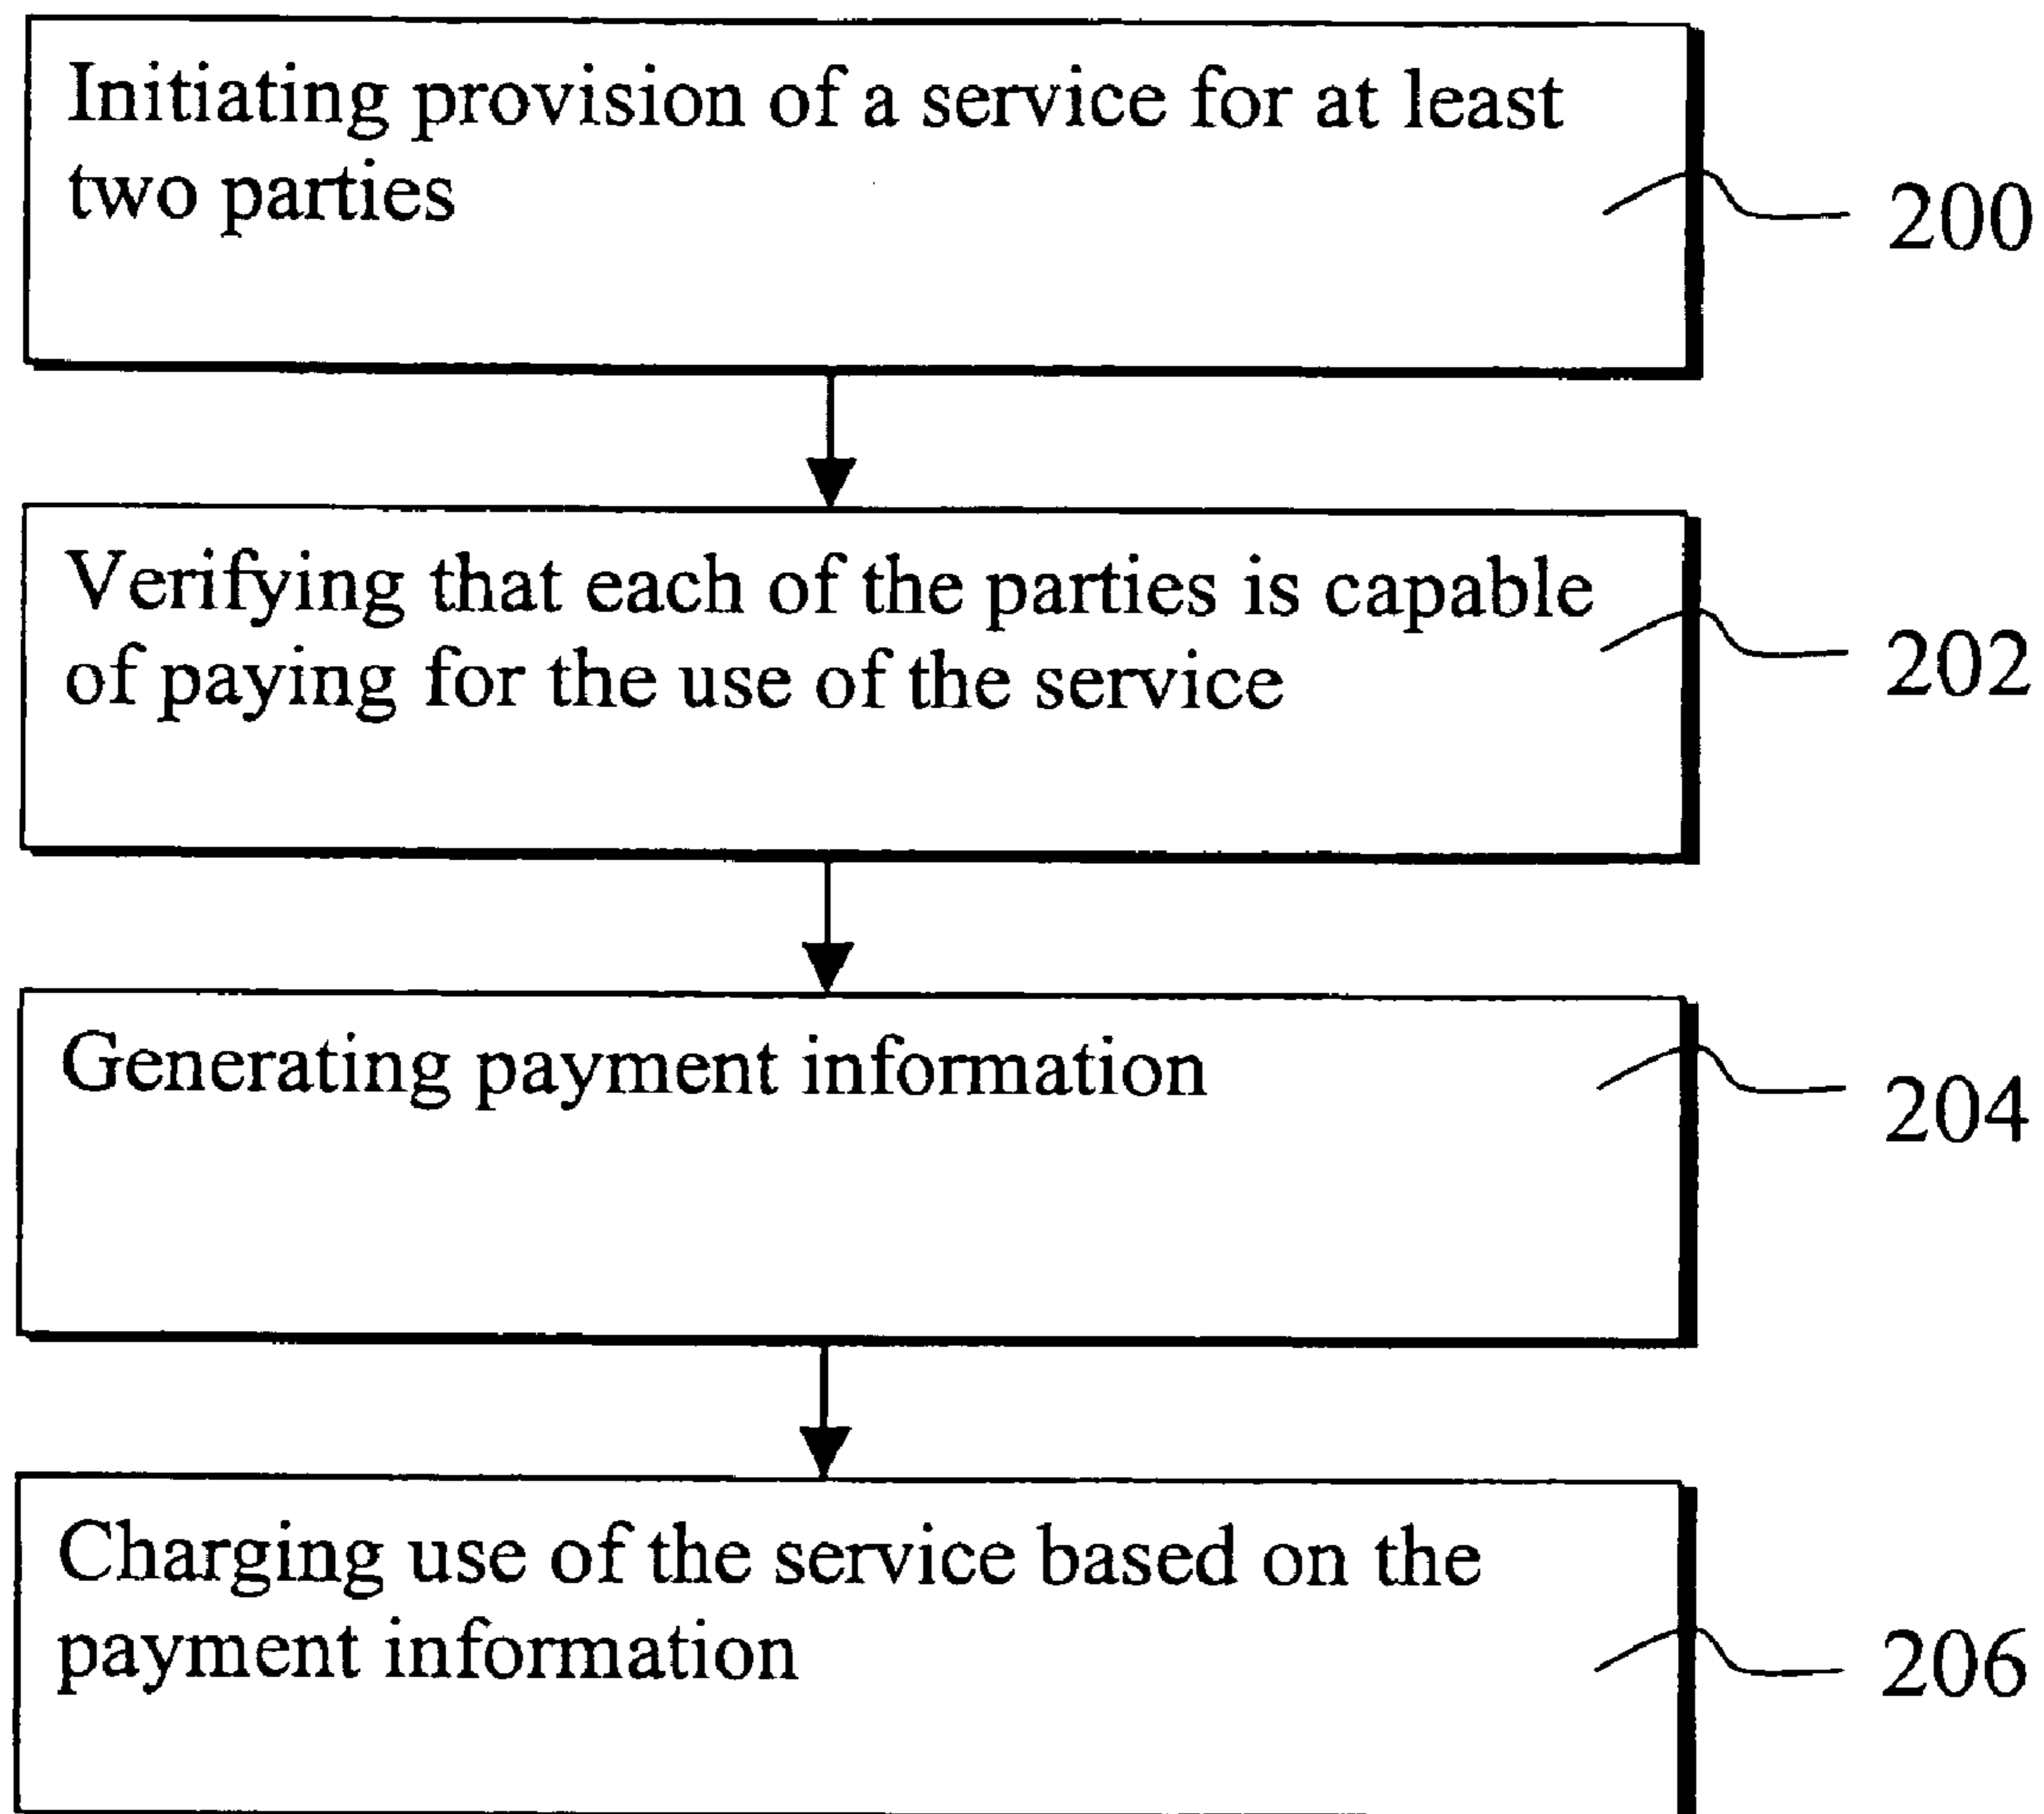 Initiating provision of a service for at least
two parties
200
Verifying that each of the parties is capable
of paying for the use of the service
202
Generating payment information
204
Charging use of the service based on the
payment information
206